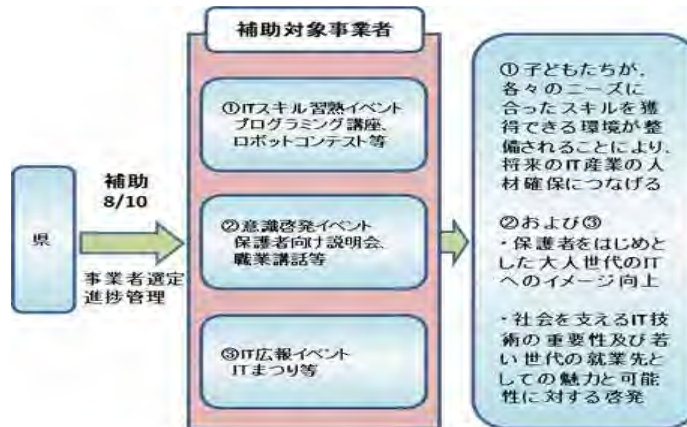 補助対象事業者
県
補助
8/10
事業者選定
進捗管理
①ITスキル習熟イベント
プログラミング講座、
ロボットコンテスト等
②意識啓発イベント
保護者向け説明会、
職業講話等
③IT広報イベント
ITまつり等
①子どもたちが、
各々のニーズに
合ったスキルを獲
得できる環境が整
備されることにより、
将来のIT産業の人
材確保につなげる
②および③
・保護者をはじめと
した大人世代のIT
へのイメージ向上
・社会を支えるIT技
術の重要性及び若
い世代の就業先と
しての魅力と可能
性に対する啓発